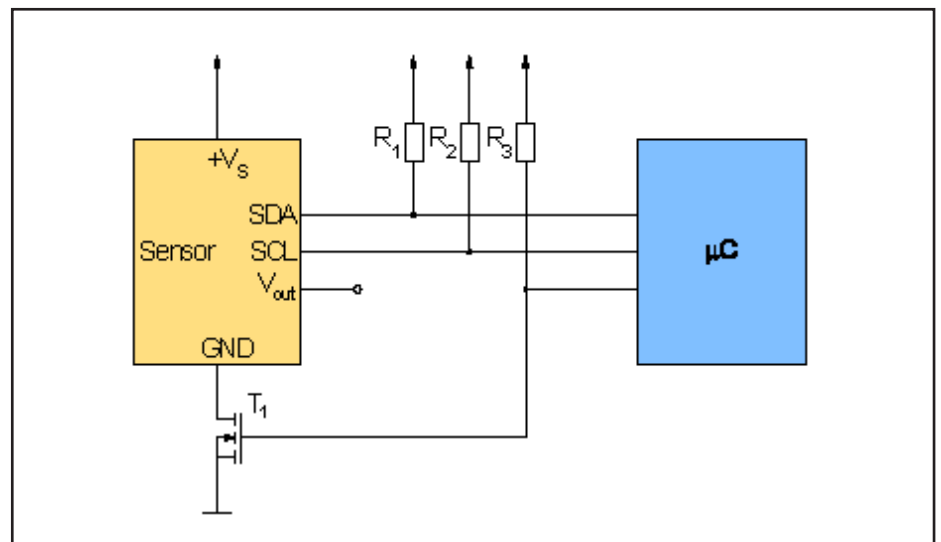 R1 R2 R3
+VS
SDA
Sensor SCL µC
Vout
GND
T1